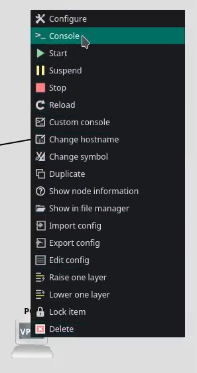 Configure
>_ Console
Start
Suspend
Stop
Reload
Custom console
Change hostname
Change symbol
Duplicate
Show node information
Show in file manager
Import config
Export config
Edit config
Raise one layer
Lower one layer
Lock item
Delete
VP